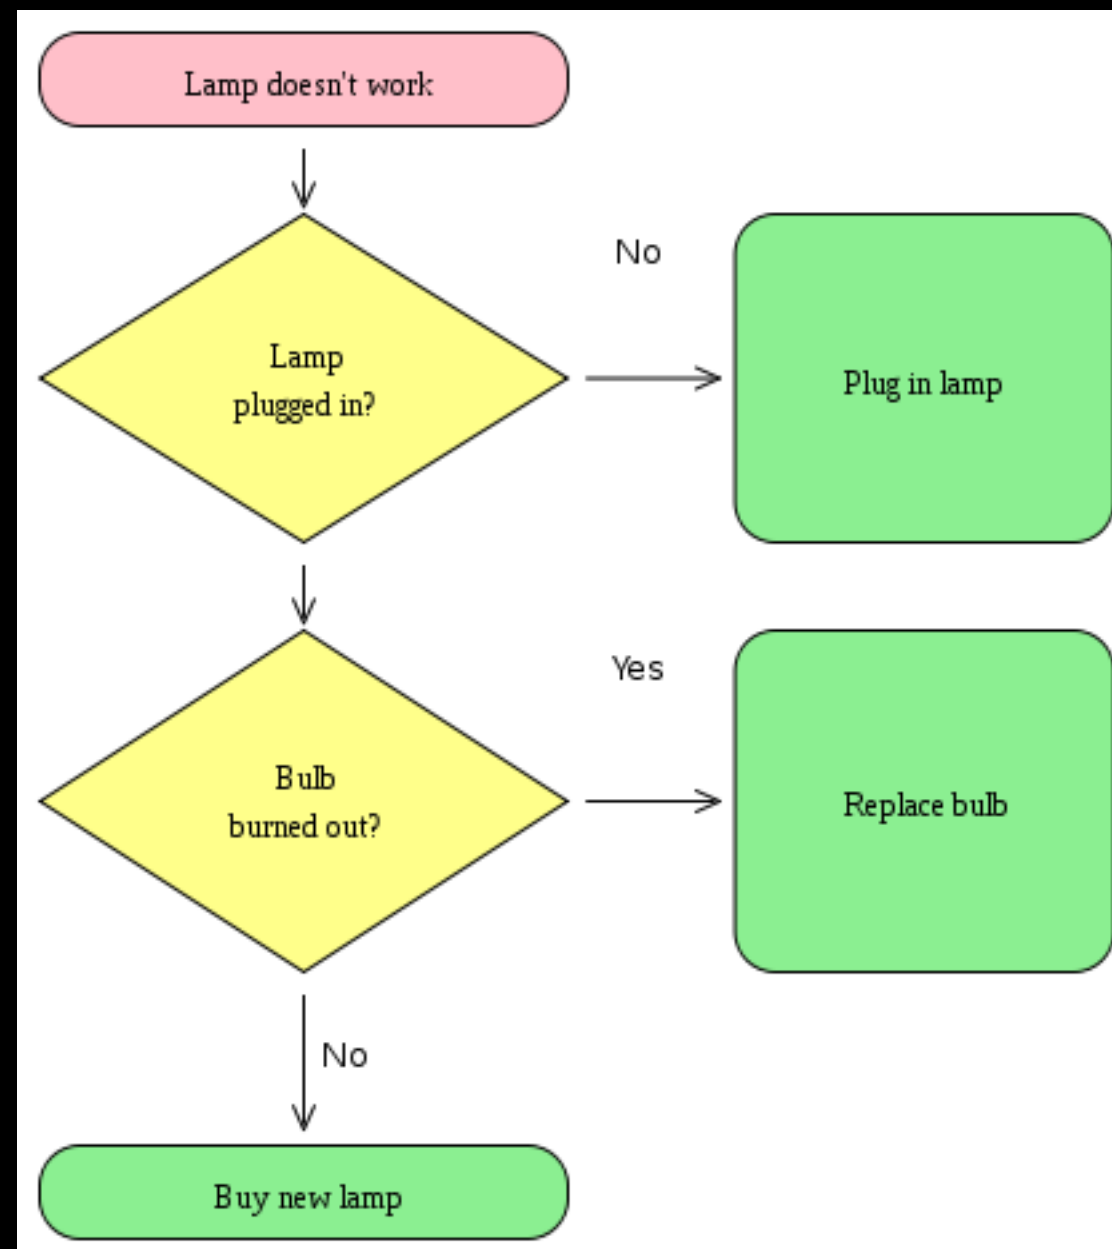 Lamp doesn't work
No
Lamp
plugged in?
Plug in lamp
Yes
Bulb
burned out?
Replace bulb
No
Buy new lamp